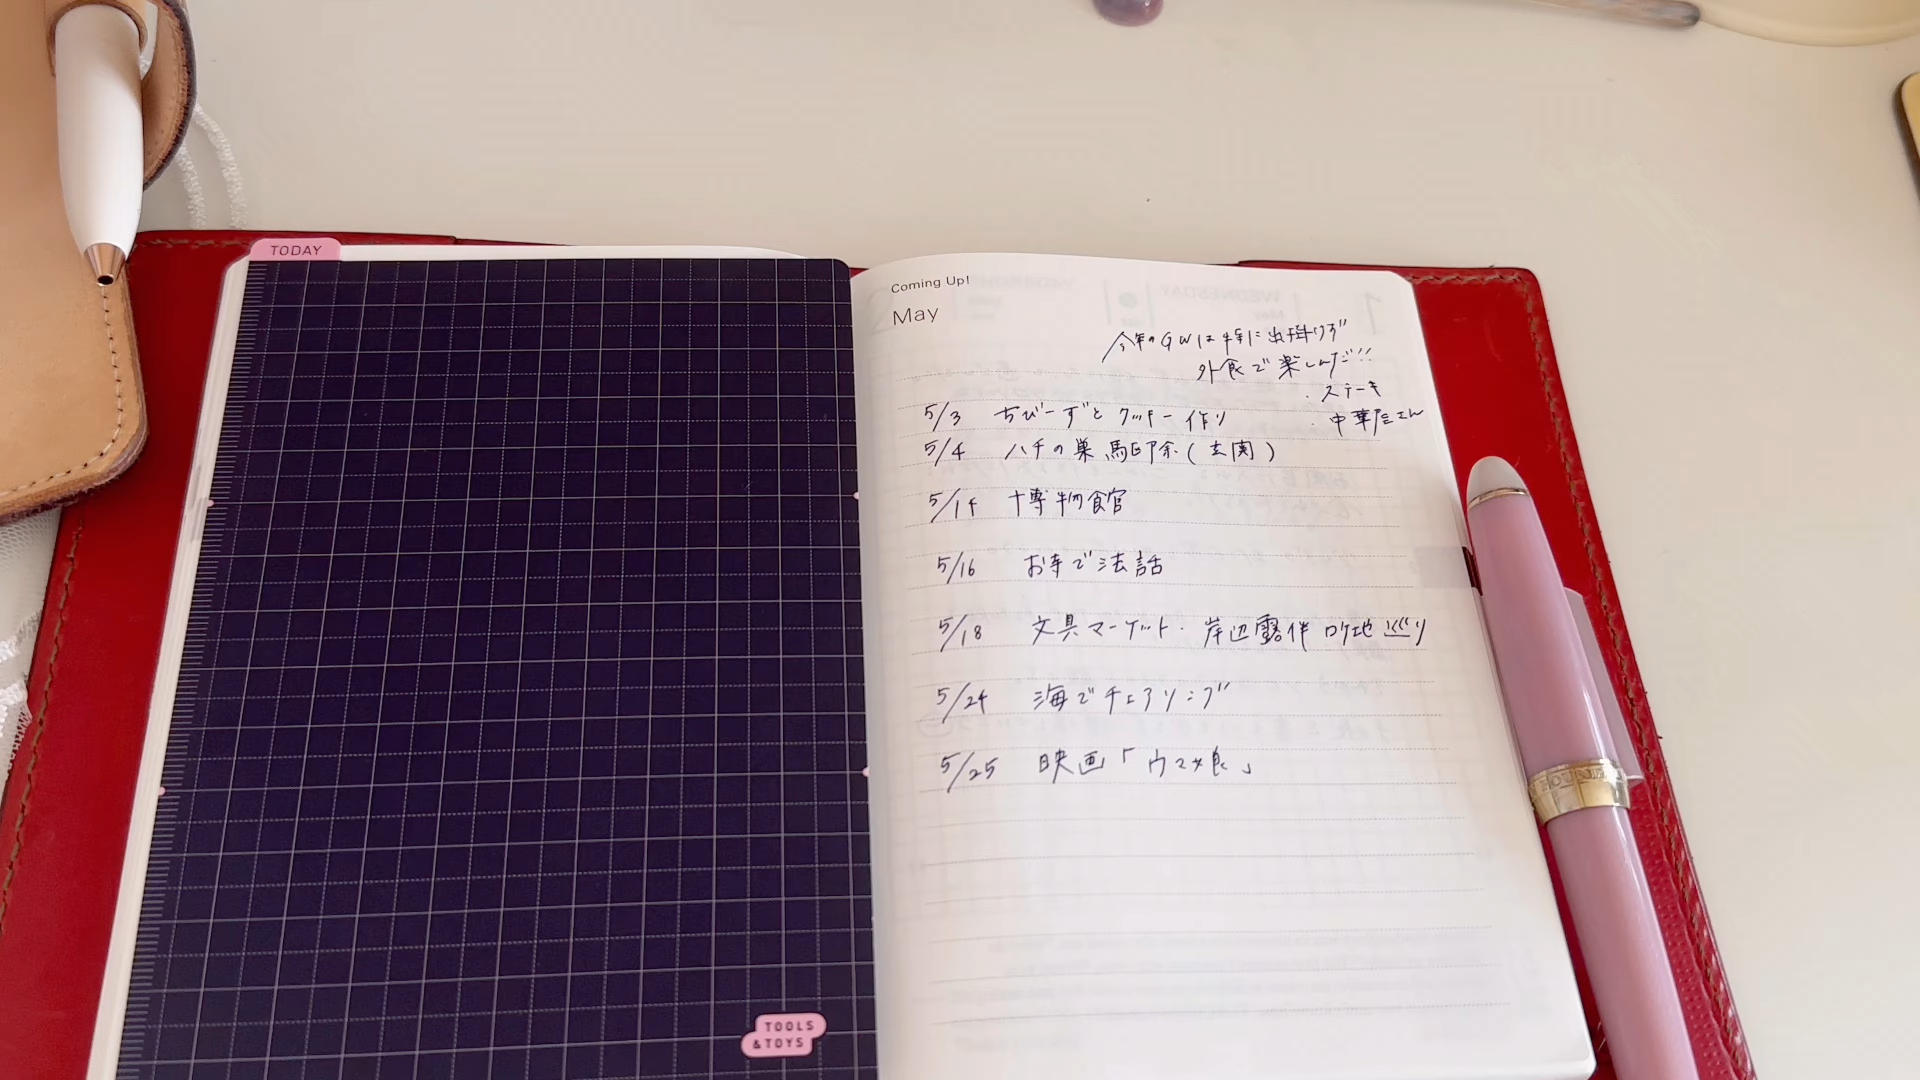 TODAY
Coming Up!
May
今年のGWは特に出掛けず
外食で楽しんだ!!
・ステーキ
・中華屋さん
5/3 ちびーずとクッキー作り
5/4 ハチの巣駆除(玄関)
5/14 博物館
5/16 お寺で法話
5/18 文具マーケット・岸辺露伴 ロケ地巡り
5/24 海でチェアリング
5/25 映画「ウマ娘」
TOOLS
&TOYS